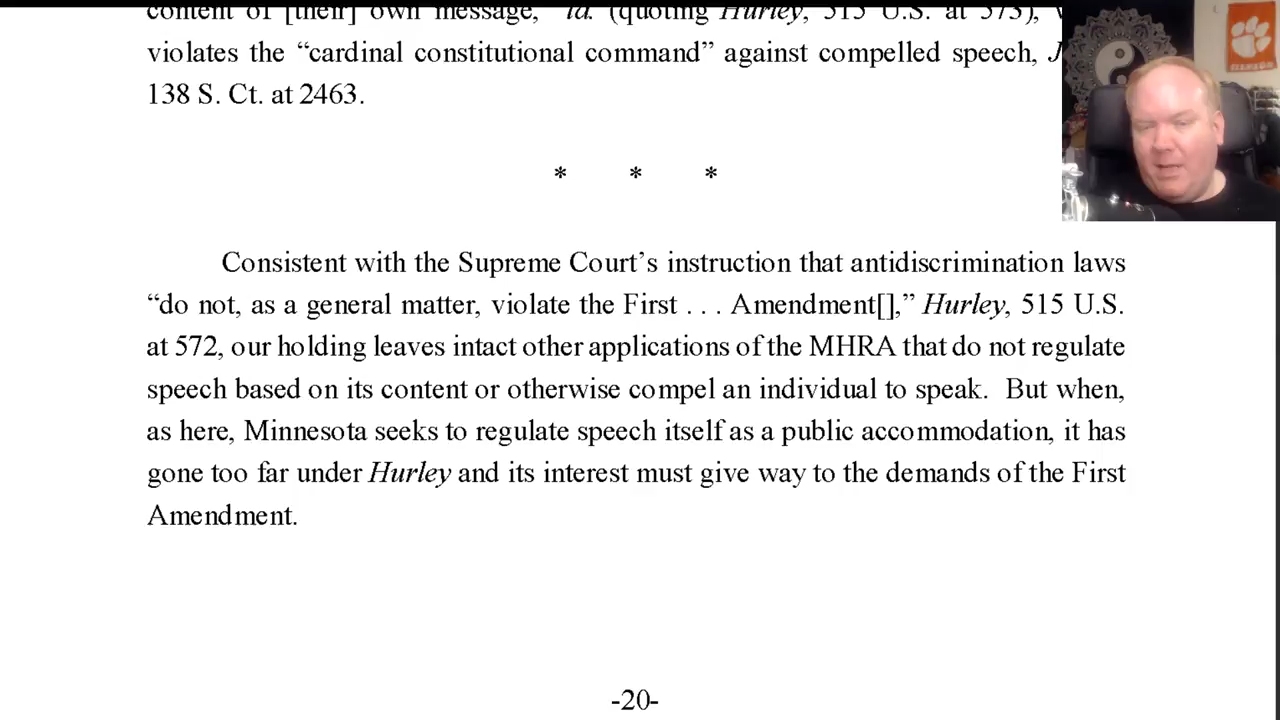 content of [their] own message,” id. (quoting Hurley, 515 U.S. at 573),
violates the “cardinal constitutional command” against compelled speech,
138 S. Ct. at 2463.
* * *
Consistent with the Supreme Court’s instruction that antidiscrimination laws
“do not, as a general matter, violate the First . . . Amendment[],” Hurley, 515 U.S.
at 572, our holding leaves intact other applications of the MHRA that do not regulate
speech based on its content or otherwise compel an individual to speak. But when,
as here, Minnesota seeks to regulate speech itself as a public accommodation, it has
gone too far under Hurley and its interest must give way to the demands of the First
Amendment.
-20-